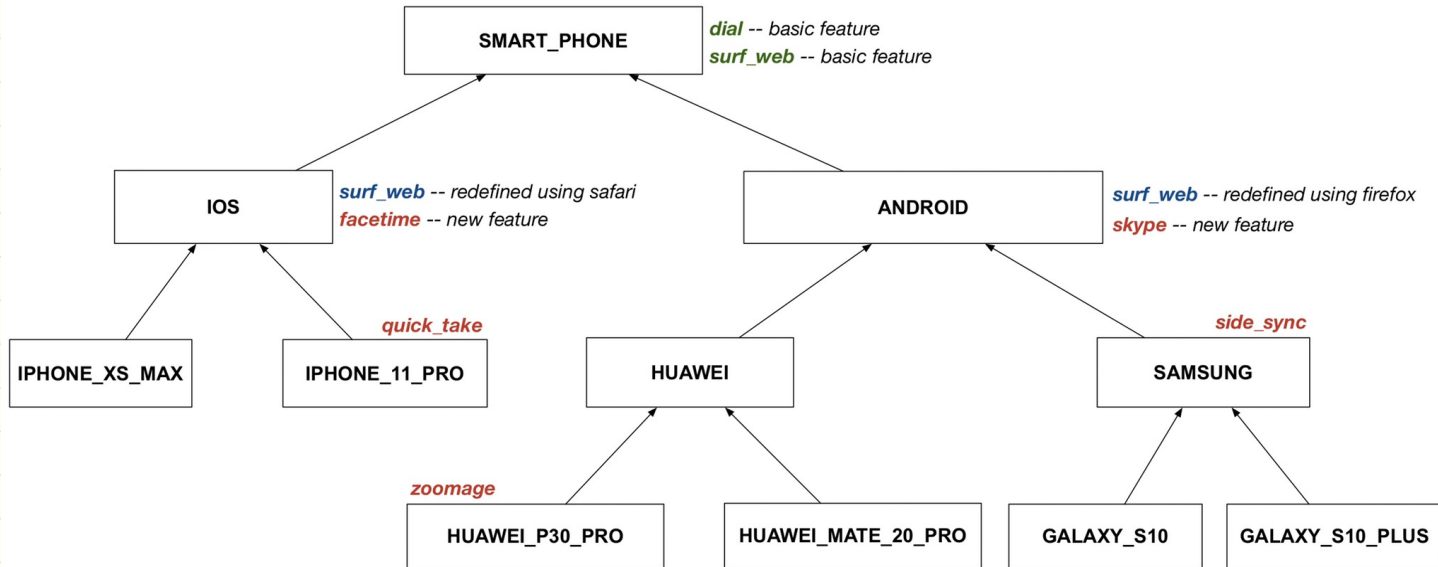 SMART_PHONE
dial -- basic feature
surf_web -- basic feature
IOS
surf_web -- redefined using safari
facetime -- new feature
ANDROID
surf_web -- redefined using firefox
skype -- new feature
IPHONE_XS_MAX
quick_take
IPHONE_11_PRO
HUAWEI
side_sync
SAMSUNG
zoomage
HUAWEI_P30_PRO
HUAWEI_MATE_20_PRO
GALAXY_S10
GALAXY_S10_PLUS